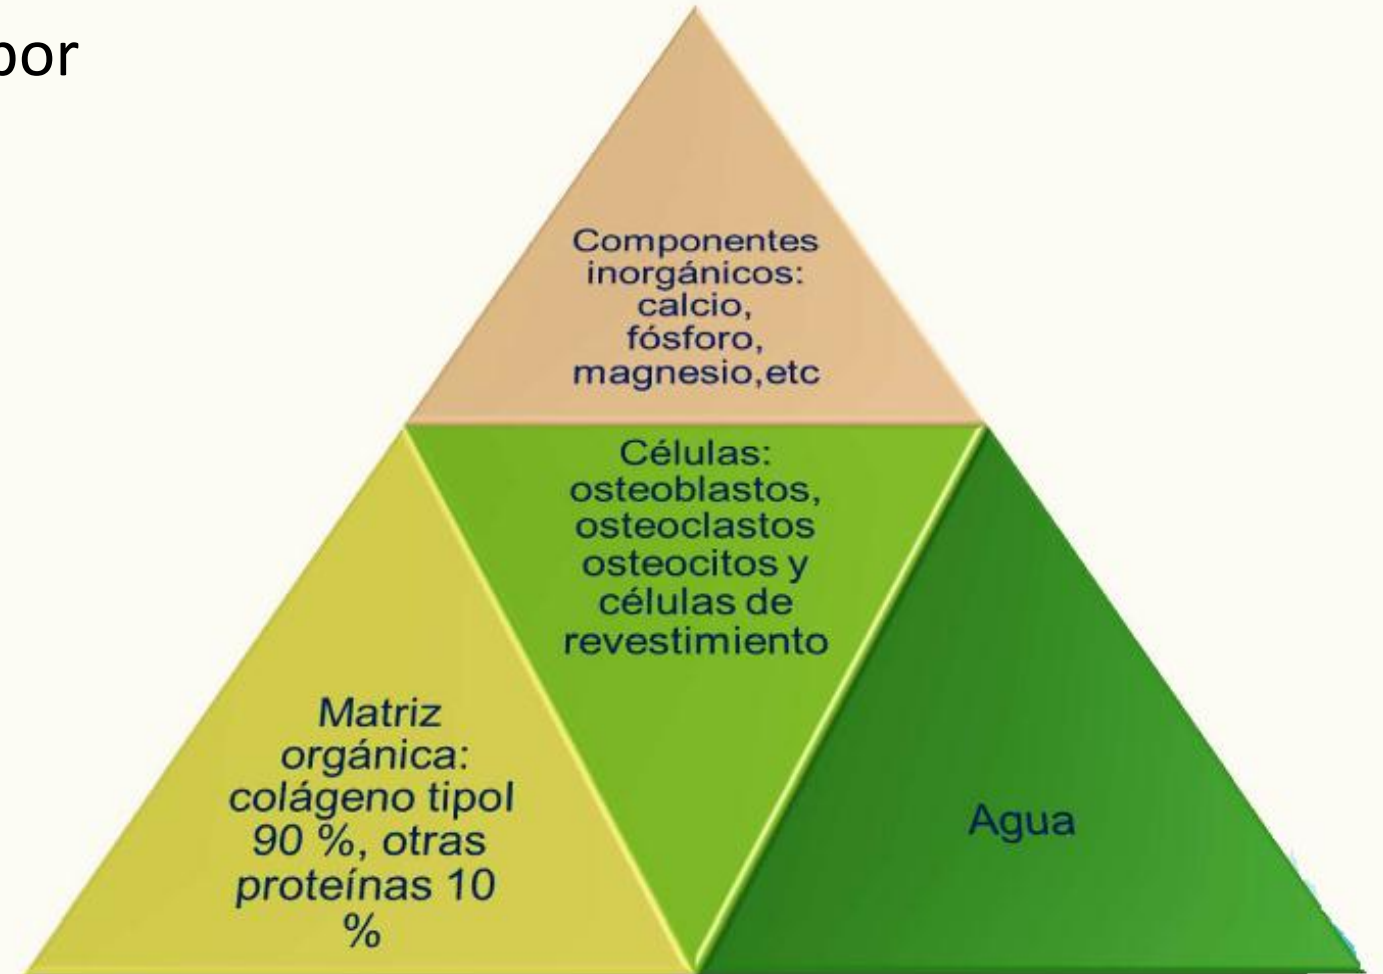 por
Componentes
inorgánicos:
calcio,
fósforo,
magnesio,etc
Células:
osteoblastos,
osteoclastos
osteocitos y
células de
revestimiento
Matriz
orgánica:
colágeno tipoI
90 %, otras
proteínas 10
%
Agua